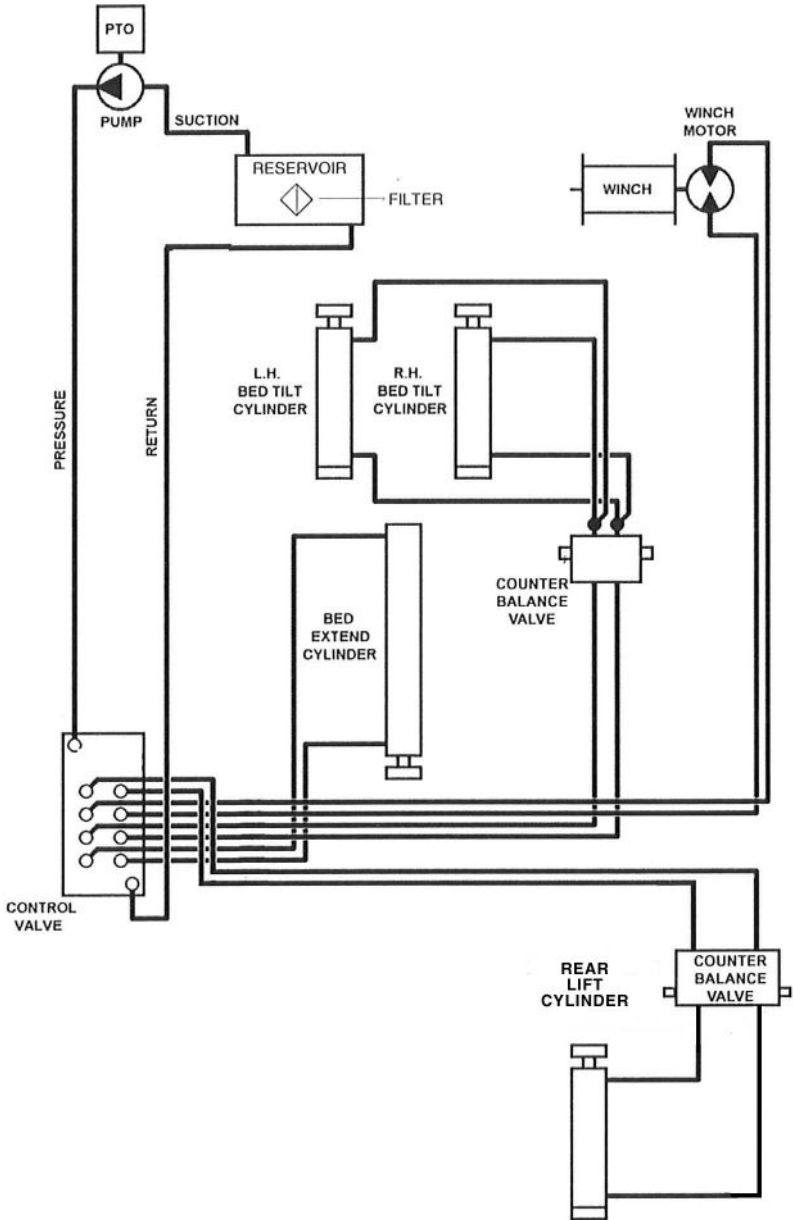 PTO
PUMP
SUCTION
RESERVOIR
FILTER
WINCH
MOTOR
WINCH
L.H.
BED TILT
CYLINDER
R.H.
BED TILT
CYLINDER
PRESSURE
RETURN
COUNTER
BALANCE
VALVE
BED
EXTEND
CYLINDER
CONTROL
VALVE
COUNTER
BALANCE
VALVE
REAR
LIFT
CYLINDER